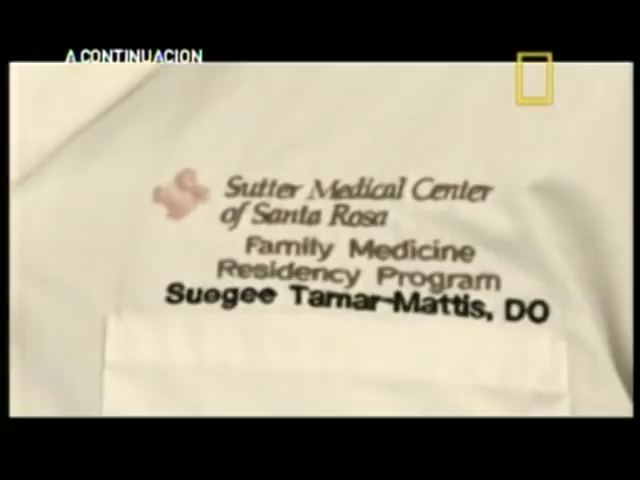 A CONTINUACION
Sutter Medical Center
of Santa Rosa
Family Medicine
Residency Program
Suegee Tamar-Mattis, DO